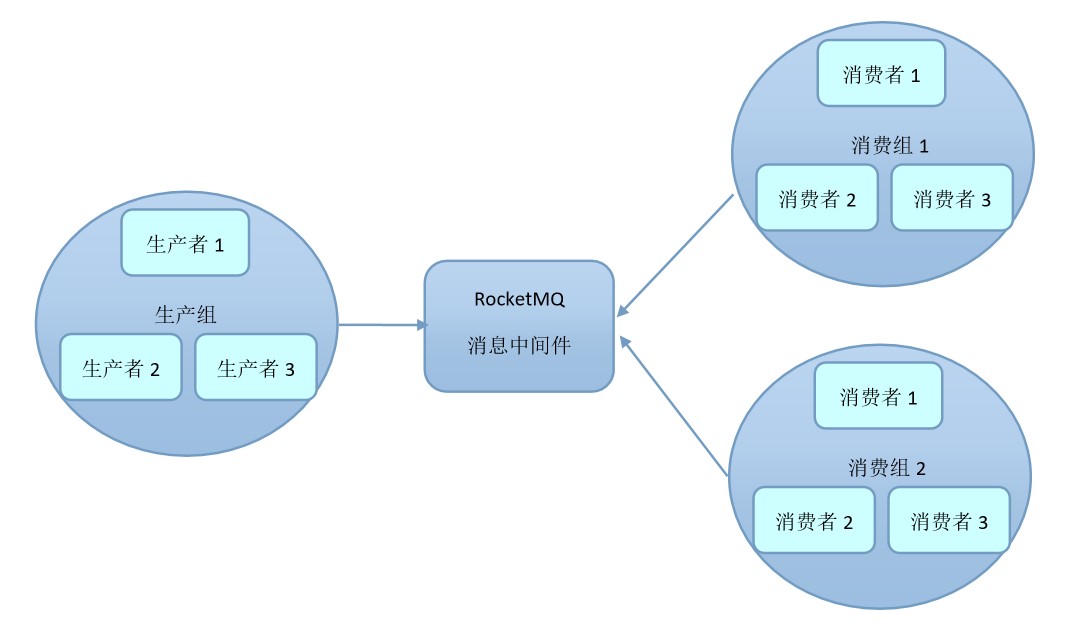 生产者 1
生产组
生产者 2
生产者 3
RocketMQ
消息中间件
消费者 1
消费组 1
消费者 2
消费者 3
消费者 1
消费组 2
消费者 2
消费者 3